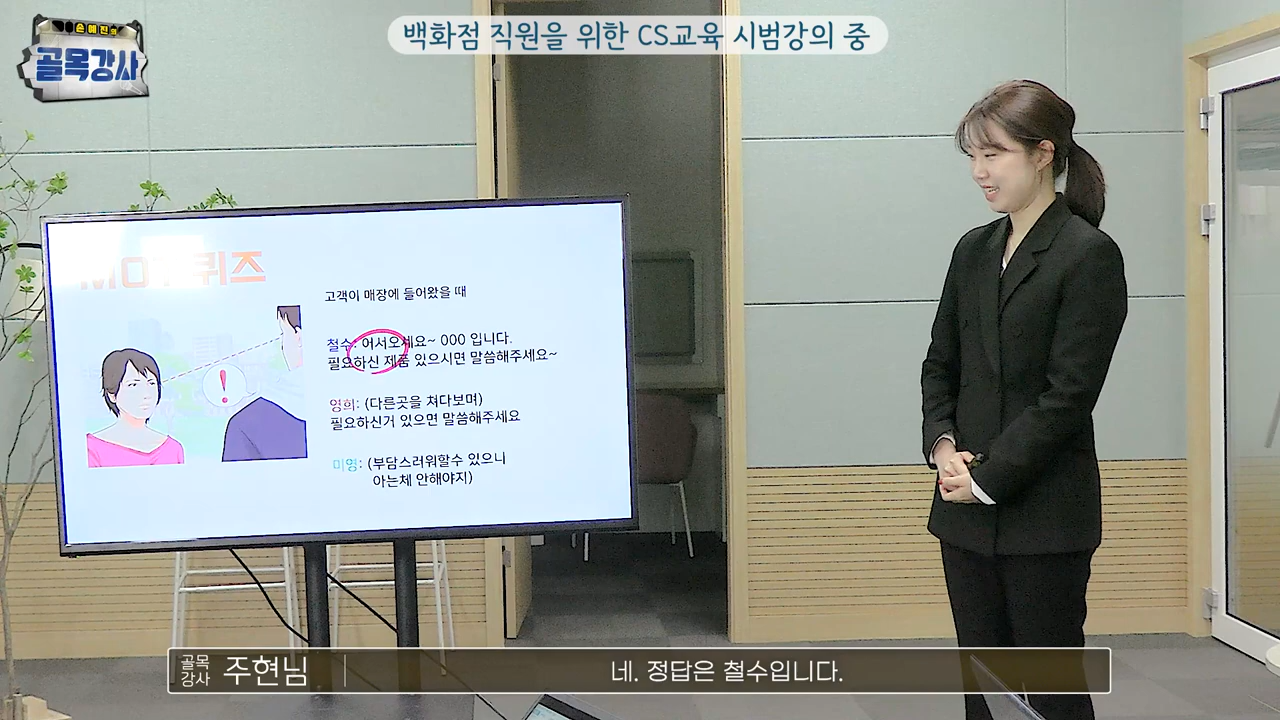 손예진의
골목강사
백화점 직원을 위한 CS교육 시범강의 중
퀴즈
고객이 매장에 들어왔을 때
철수: 어서오세요~ 000 입니다.
필요하신 제품 있으시면 말씀해주세요~
영희: (다른곳을 쳐다보며)
필요하신거 있으면 말씀해주세요
미영: (부담스러워할수 있으니
아는체 안해야지)
!
골목
강사
주현님
네. 정답은 철수입니다.